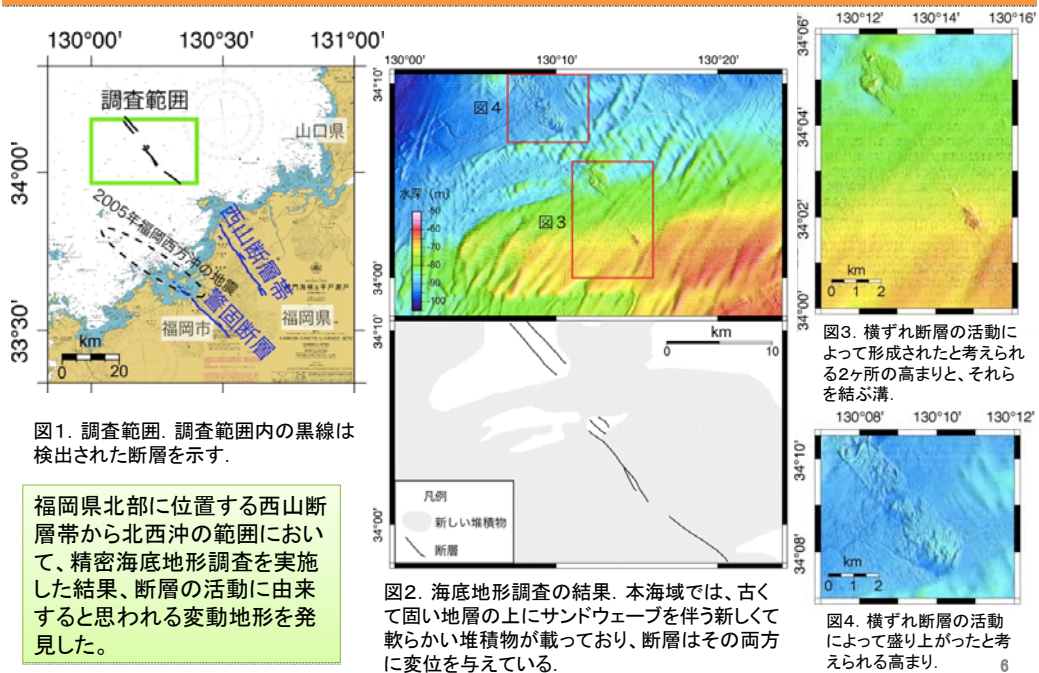 130°00' 130°30' 131°00'
34°00'
33°30'
調査範囲
山口県
2005年福岡西方沖の地震
西山断層帯
警固断層
福岡市
福岡県
km
0 20
図1. 調査範囲. 調査範囲内の黒線は
検出された断層を示す.
福岡県北部に位置する西山断
層帯から北西沖の範囲におい
て、精密海底地形調査を実施
した結果、断層の活動に由来
すると思われる変動地形を発
見した。
130°00' 130°10' 130°20'
34°10'
34°00'
図4
図3
水深 (m)
-50
-60
-70
-80
-90
-100
34°10'
34°00'
km
0 10
凡例
新しい堆積物
断層
図2. 海底地形調査の結果. 本海域では、古く
て固い地層の上にサンドウェーブを伴う新しくて
軟らかい堆積物が載っており、断層はその両方
に変位を与えている.
130°12' 130°14' 130°16'
34°06'
34°04'
34°02'
34°00'
km
0 1 2
図3. 横ずれ断層の活動に
よって形成されたと考えられ
る2ヶ所の高まりと、それら
を結ぶ溝.
130°08' 130°10' 130°12'
34°10'
34°08'
km
0 1 2
図4. 横ずれ断層の活動
によって盛り上がったと考
えられる高まり.
6